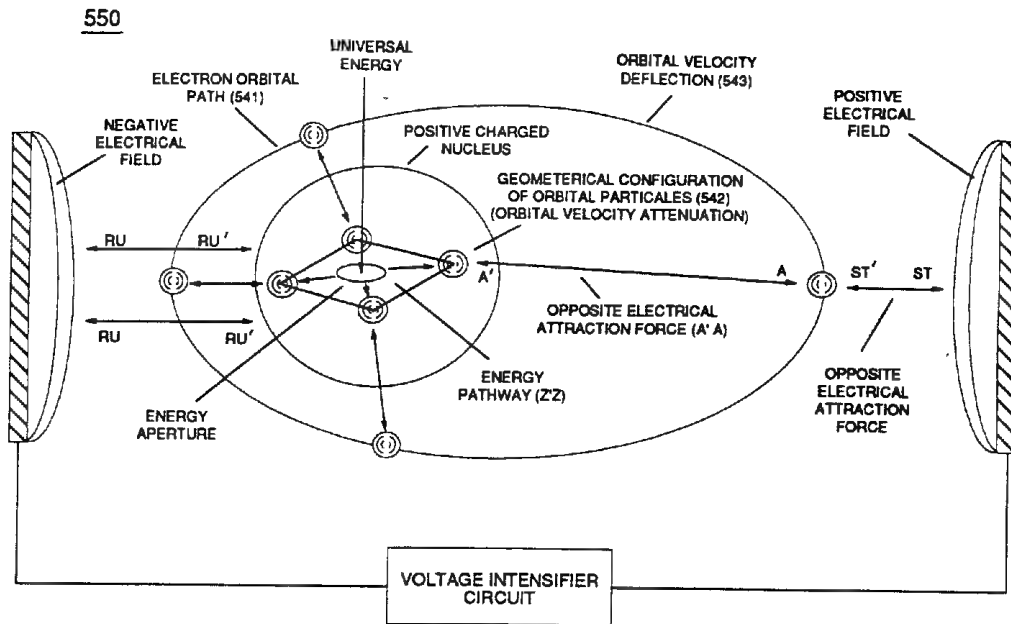 550
UNIVERSAL
ENERGY
ELECTRON ORBITAL
PATH (541)
ORBITAL VELOCITY
DEFLECTION (543)
NEGATIVE
ELECTRICAL
FIELD
POSITIVE CHARGED
NUCLEUS
POSITIVE
ELECTRICAL
FIELD
GEOMETERICAL CONFIGURATION
OF ORBITAL PARTICALES (542)
(ORBITAL VELOCITY ATTENUATION)
RU RU'
A' A ST' ST
OPPOSITE ELECTRICAL
ATTRACTION FORCE (A' A)
RU RU'
ENERGY
PATHWAY (Z'Z)
OPPOSITE
ELECTRICAL
ATTRACTION
FORCE
ENERGY
APERTURE
VOLTAGE INTENSIFIER
CIRCUIT